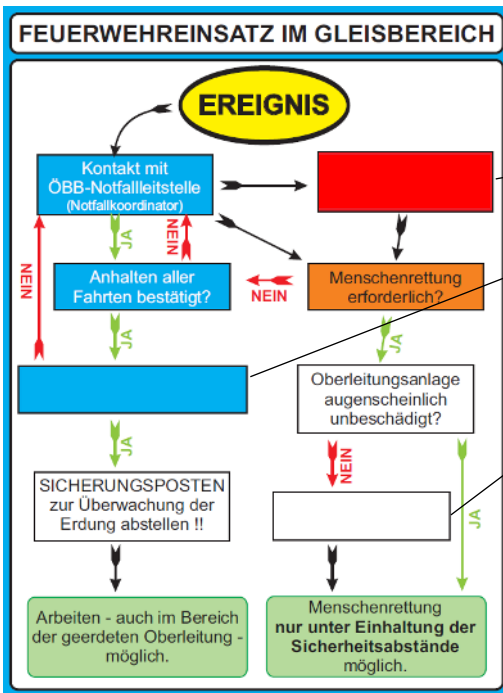 FEUERWEHREINSATZ IM GLEISBEREICH
EREIGNIS
Kontakt mit
ÖBB-Notfallleitstelle
(Notfallkoordinator)
JA
NEIN
NEIN
Anhalten aller
Fahrten bestätigt?
NEIN
Menschenrettung
erforderlich?
JA
JA
Oberleitungsanlage
augenscheinlich
unbeschädigt?
JA
NEIN
JA
SICHERUNGSPOSTEN
zur Überwachung der
Erdung abstellen !!
Arbeiten - auch im Bereich
der geerdeten Oberleitung -
möglich.
Menschenrettung
nur unter Einhaltung der
Sicherheitsabstände
möglich.